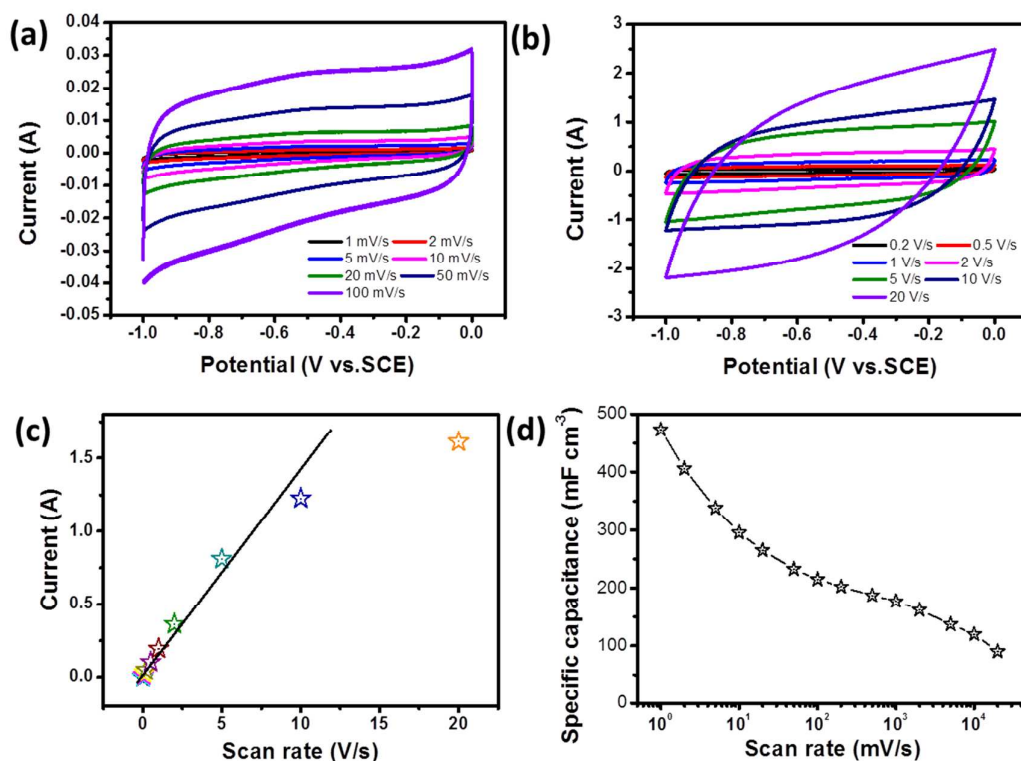 (a)
0.04
0.03
0.02
0.01
0.00
-0.01
-0.02
-0.03
-0.04
-0.05
Current (A)
1 mV/s 2 mV/s
5 mV/s 10 mV/s
20 mV/s 50 mV/s
100 mV/s
-1.0 -0.8 -0.6 -0.4 -0.2 0.0
Potential (V vs.SCE)
(b)
3
2
1
0
-1
-2
-3
Current (A)
0.2 V/s 0.5 V/s
1 V/s 2 V/s
5 V/s 10 V/s
20 V/s
-1.0 -0.8 -0.6 -0.4 -0.2 0.0
Potential (V vs.SCE)
(c)
1.5
1.0
0.5
0.0
Current (A)
0 5 10 15 20
Scan rate (V/s)
(d)
500
400
300
200
100
0
Specific capacitance (mF cm⁻³)
10⁰ 10¹ 10² 10³ 10⁴
Scan rate (mV/s)